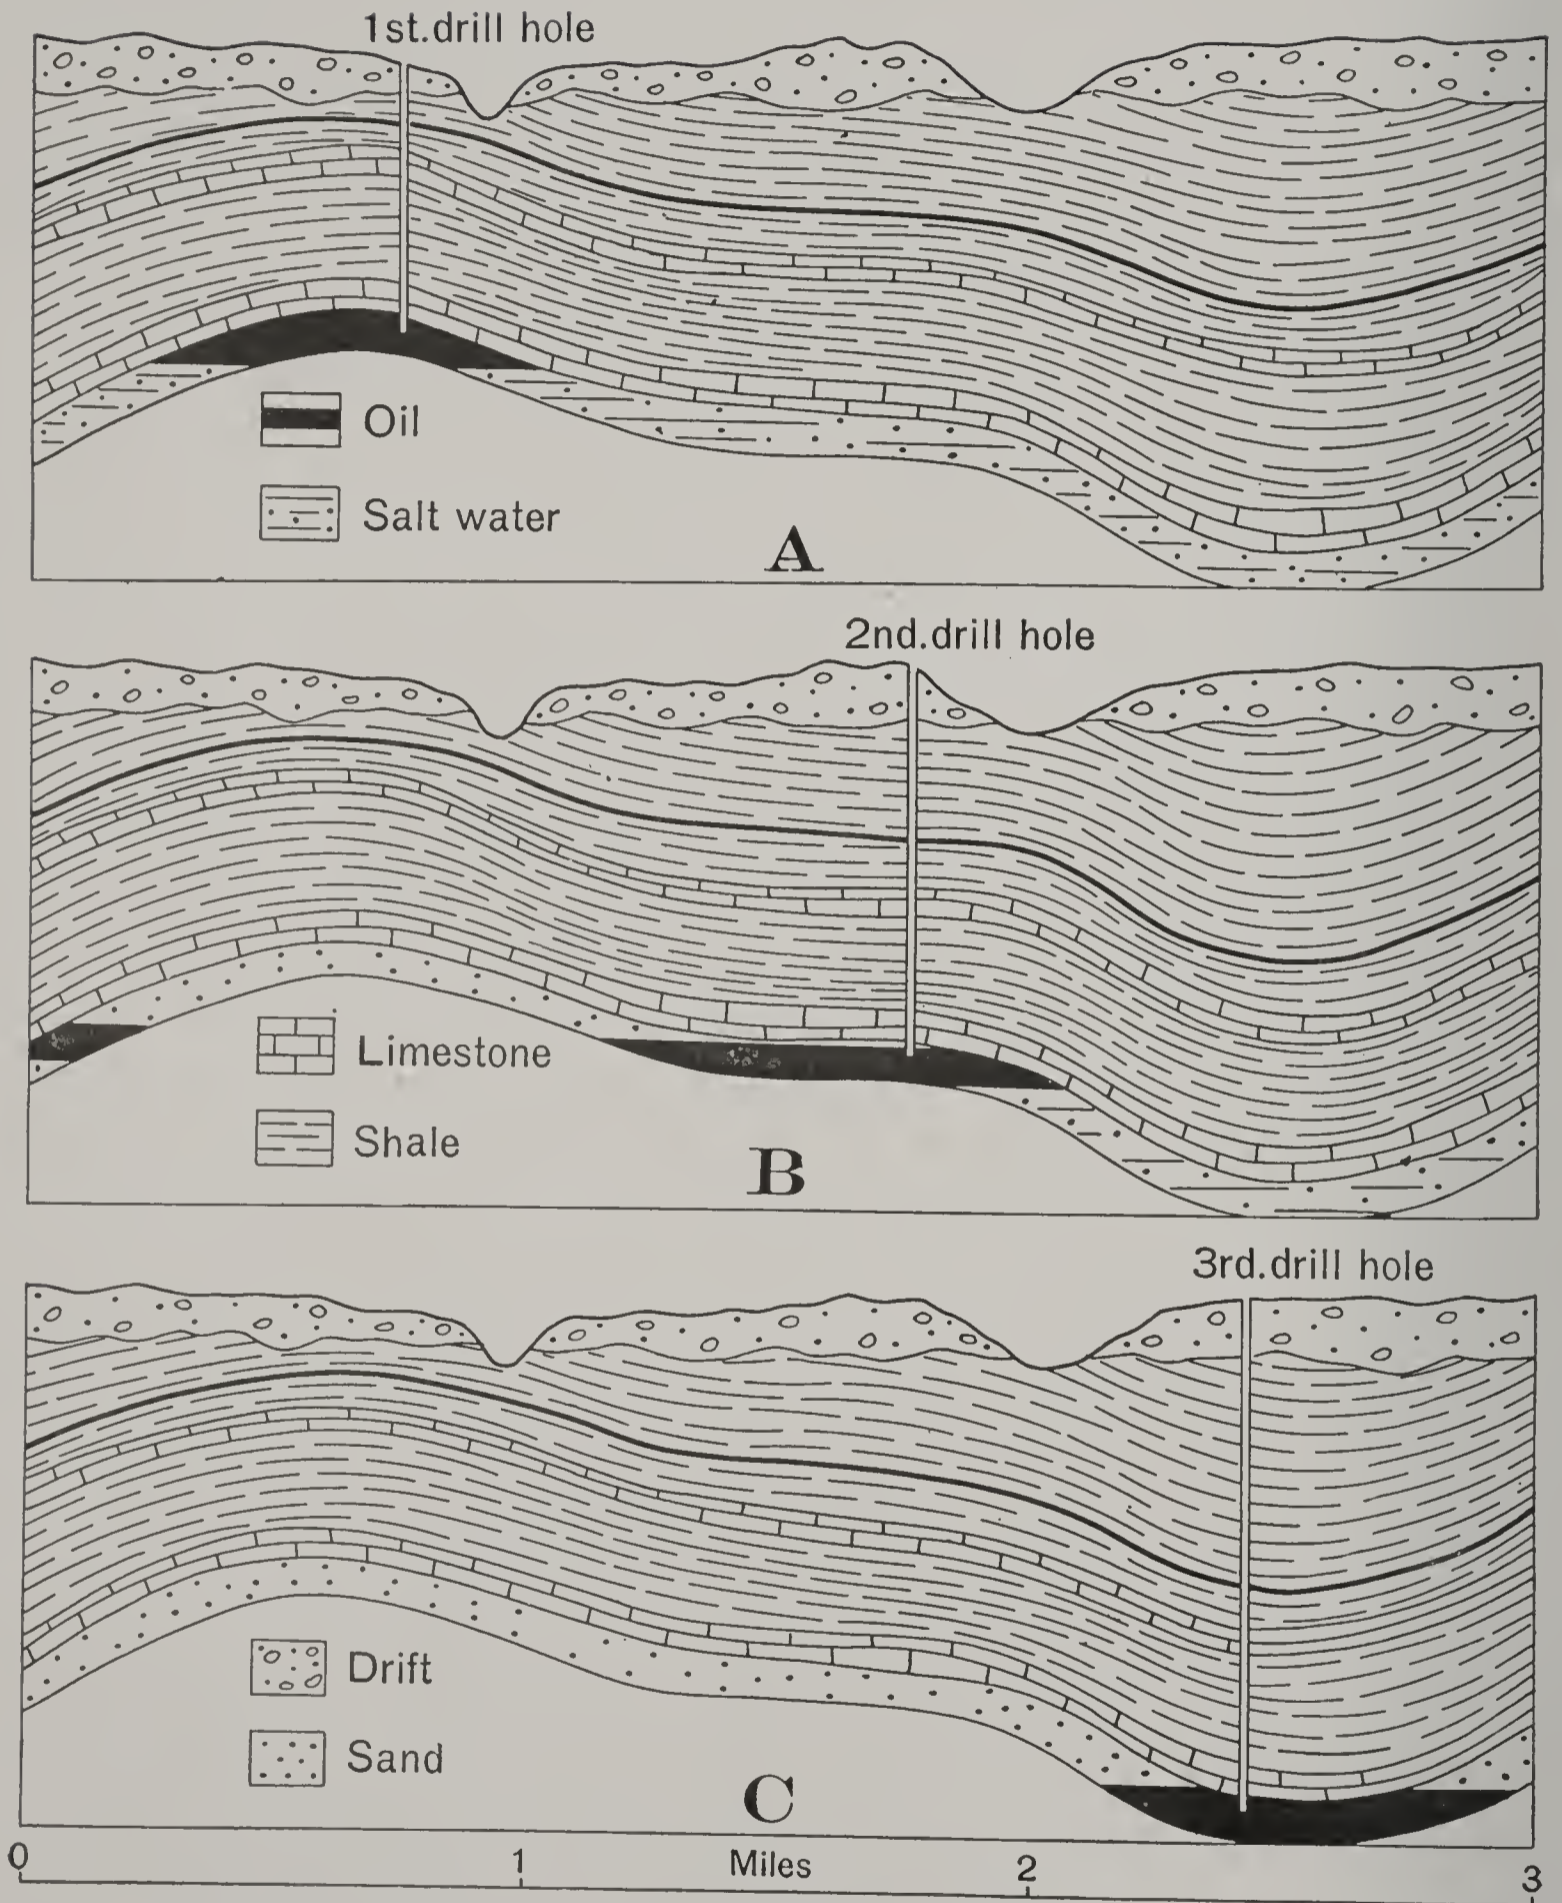 1st.drill hole
Oil
Salt water
A
2nd.drill hole
Limestone
Shale
B
3rd.drill hole
Drift
Sand
C
0 1 Miles 2 3